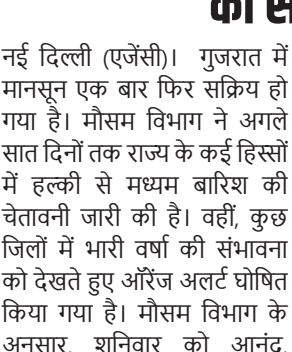 नई दिल्ली (एजेंसी)। गुजरात में
मानसून एक बार फिर सक्रिय हो
गया है। मौसम विभाग ने अगले
सात दिनों तक राज्य के कई हिस्सों
में हल्की से मध्यम बारिश की
चेतावनी जारी की है। वहीं, कुछ
जिलों में भारी वर्षा की संभावना
को देखते हुए ऑरेंज अलर्ट घोषित
किया गया है। मौसम विभाग के
अनुसार, शनिवार को आनंद,